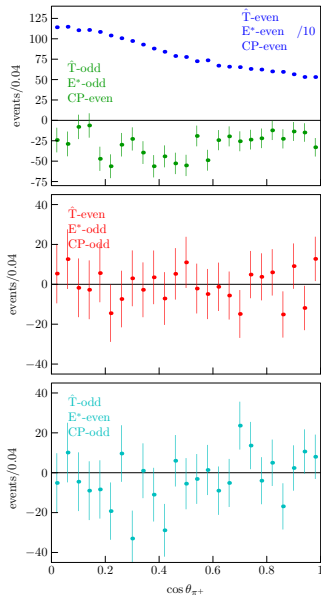 125
100
75
50
25
0
−25
−50
−75
events/0.04
T̂-even
E*-even /10
CP-even
T̂-odd
E*-odd
CP-even
40
20
0
−20
−40
events/0.04
T̂-even
E*-odd
CP-odd
40
20
0
−20
−40
events/0.04
T̂-odd
E*-even
CP-odd
0 0.2 0.4 0.6 0.8 1
cos θπ+